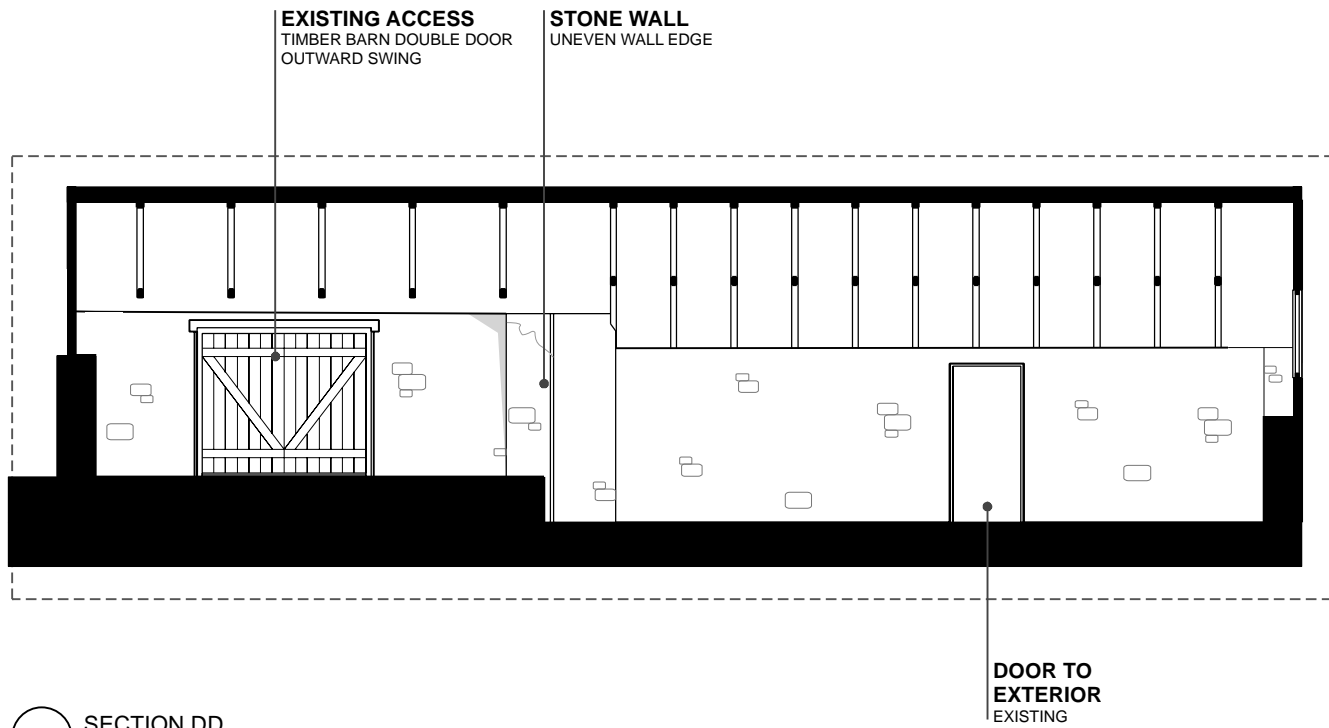 EXISTING ACCESS
TIMBER BARN DOUBLE DOOR
OUTWARD SWING
STONE WALL
UNEVEN WALL EDGE
DOOR TO
EXTERIOR
EXISTING
SECTION DD